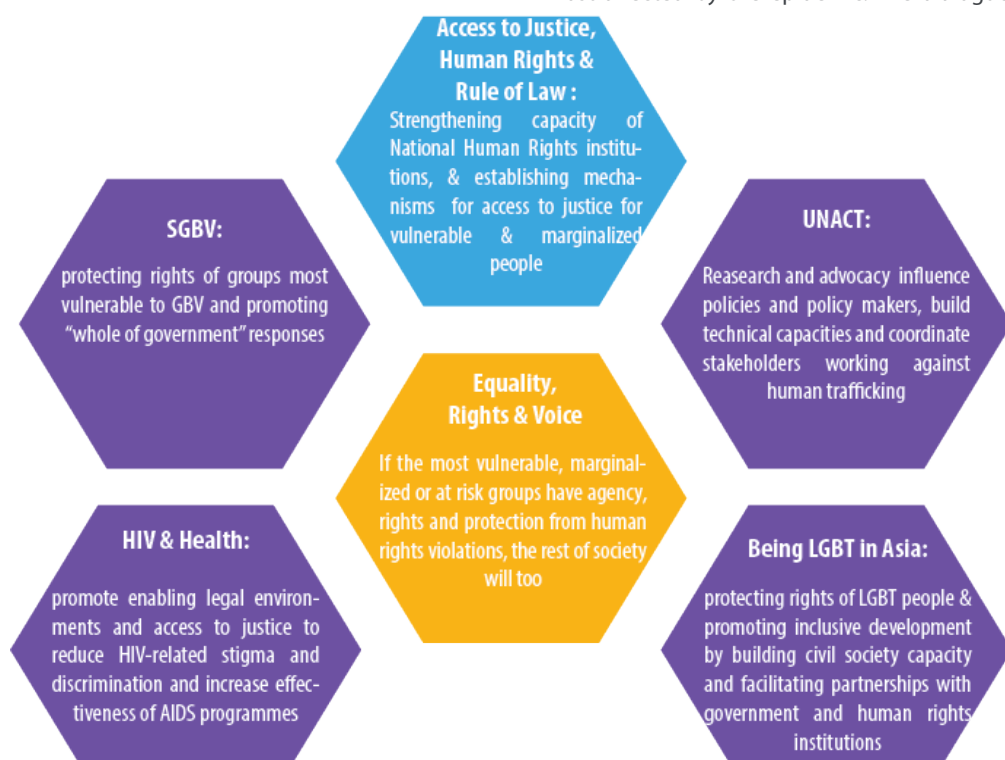 Access to Justice,
Human Rights &
Rule of Law :
Strengthening capacity of
National Human Rights institu-
tions, & establishing mecha-
nisms for access to justice for
vulnerable & marginalized
people
SGBV:
protecting rights of groups most
vulnerable to GBV and promoting
“whole of government” responses
UNACT:
Reasearch and advocacy influence
policies and policy makers, build
technical capacities and coordinate
stakeholders working against
human trafficking
Equality,
Rights & Voice
If the most vulnerable, marginal-
ized or at risk groups have agency,
rights and protection from human
rights violations, the rest of society
will too
HIV & Health:
promote enabling legal environ-
ments and access to justice to
reduce HIV-related stigma and
discrimination and increase effec-
tiveness of AIDS programmes
Being LGBT in Asia:
protecting rights of LGBT people &
promoting inclusive development
by building civil society capacity
and facilitating partnerships with
government and human rights
institutions